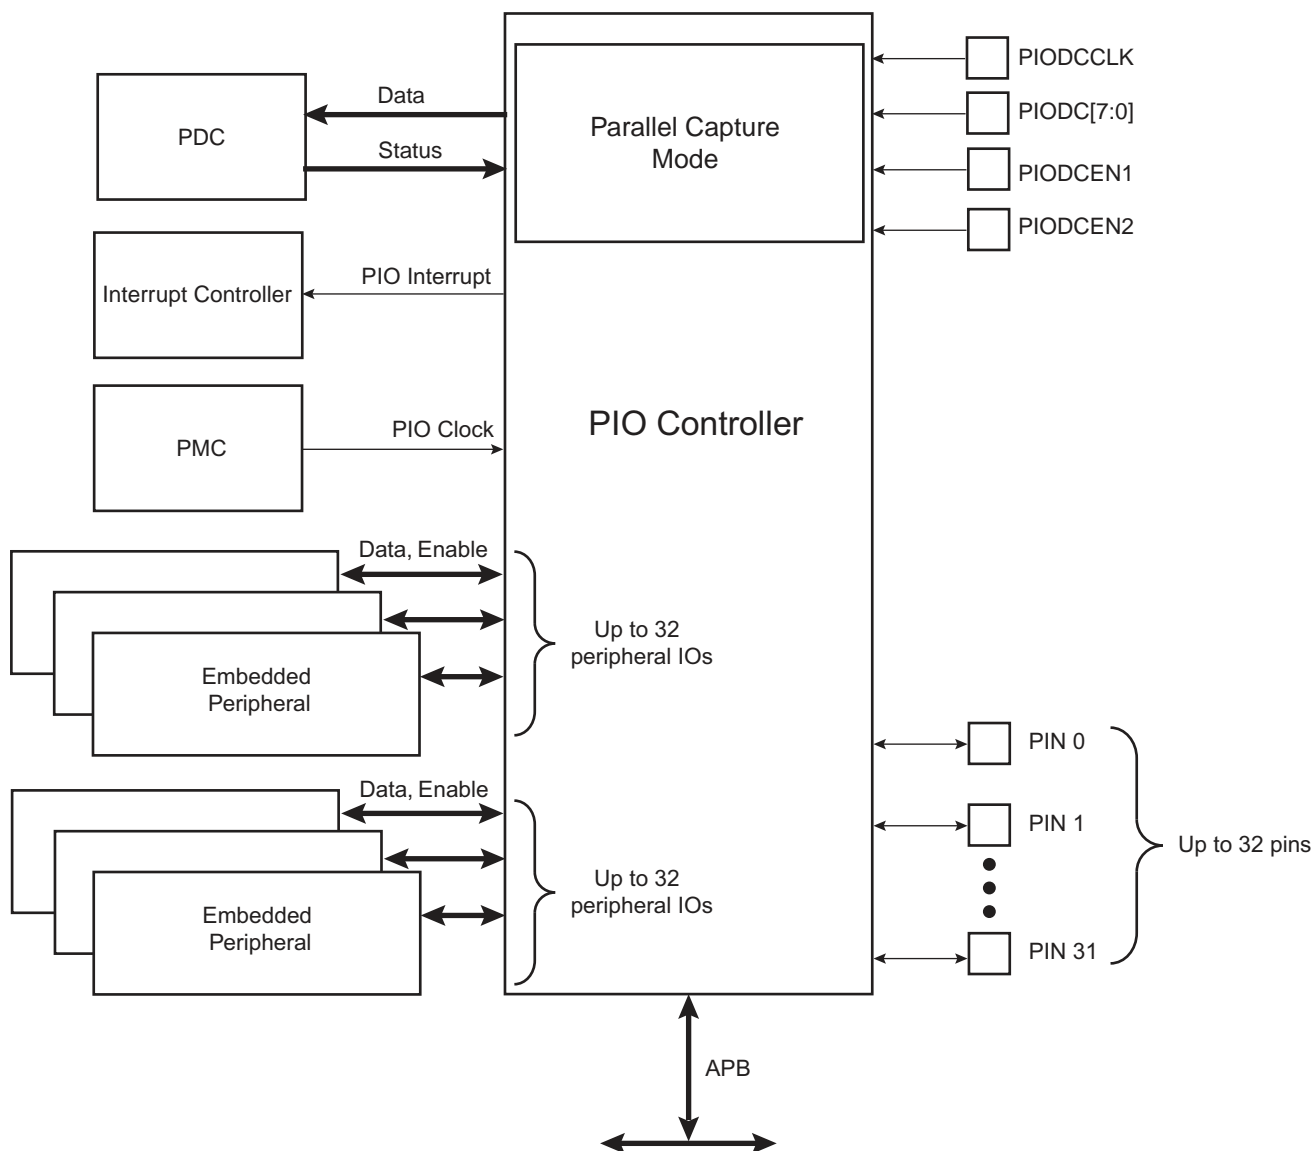 PIODCCLK
Data
PDC
Parallel Capture
Mode
PIODC[7:0]
Status
PIODCEN1
PIODCEN2
PIO Interrupt
Interrupt Controller
PIO Controller
PIO Clock
PMC
Data, Enable
Up to 32
peripheral IOs
Embedded
Peripheral
PIN 0
Data, Enable
PIN 1
Up to 32 pins
Up to 32
peripheral IOs
Embedded
Peripheral
PIN 31
APB